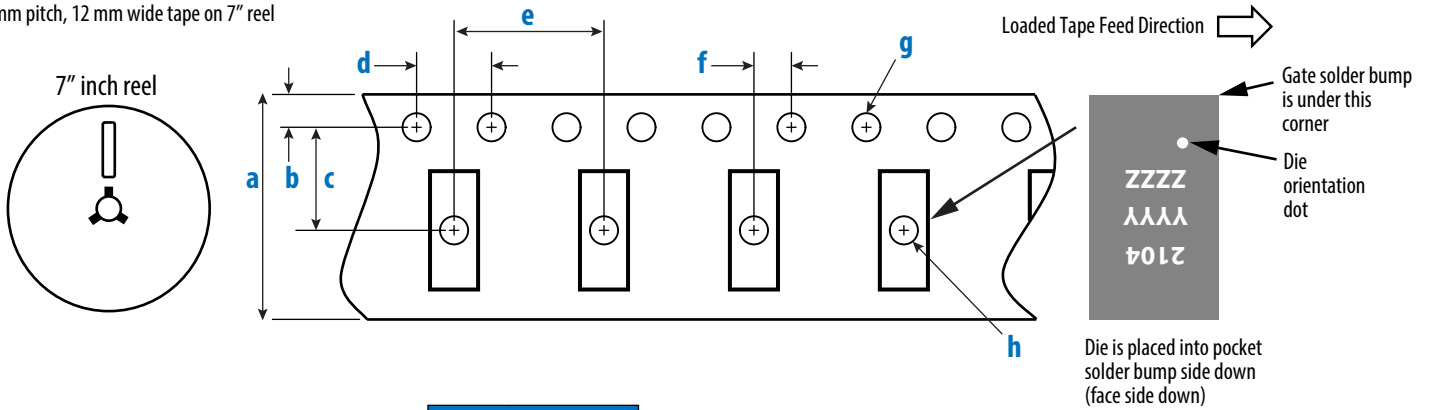 mm pitch, 12 mm wide tape on 7” reel
7” inch reel
Loaded Tape Feed Direction
a
b
c
d
e
f
g
h
Gate solder bump
is under this
corner
Die
orientation
dot
2104
YYYY
ZZZZ
Die is placed into pocket
solder bump side down
(face side down)